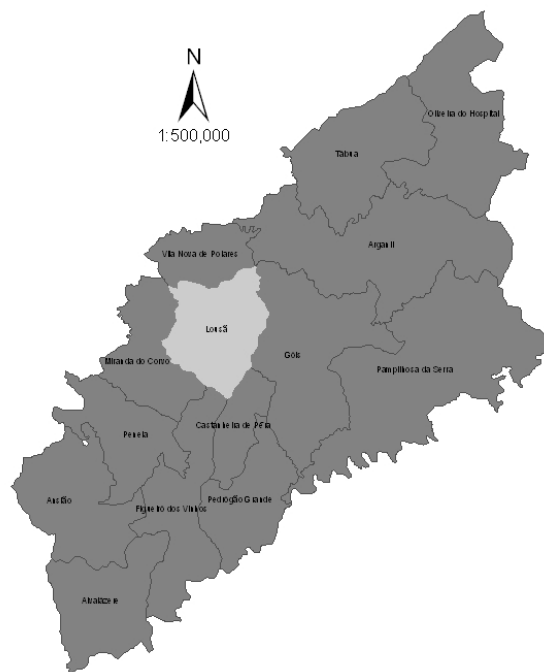 N
1:500,000
Oliveira do Hospital
Tábua
Arganil
Vila Nova de Poiares
Lousã
Góis
Miranda do Corvo
Pampilhosa da Serra
Castanheira de Pêra
Penela
Ansião
Pedrógão Grande
Figueiró dos Vinhos
Alvaiázere